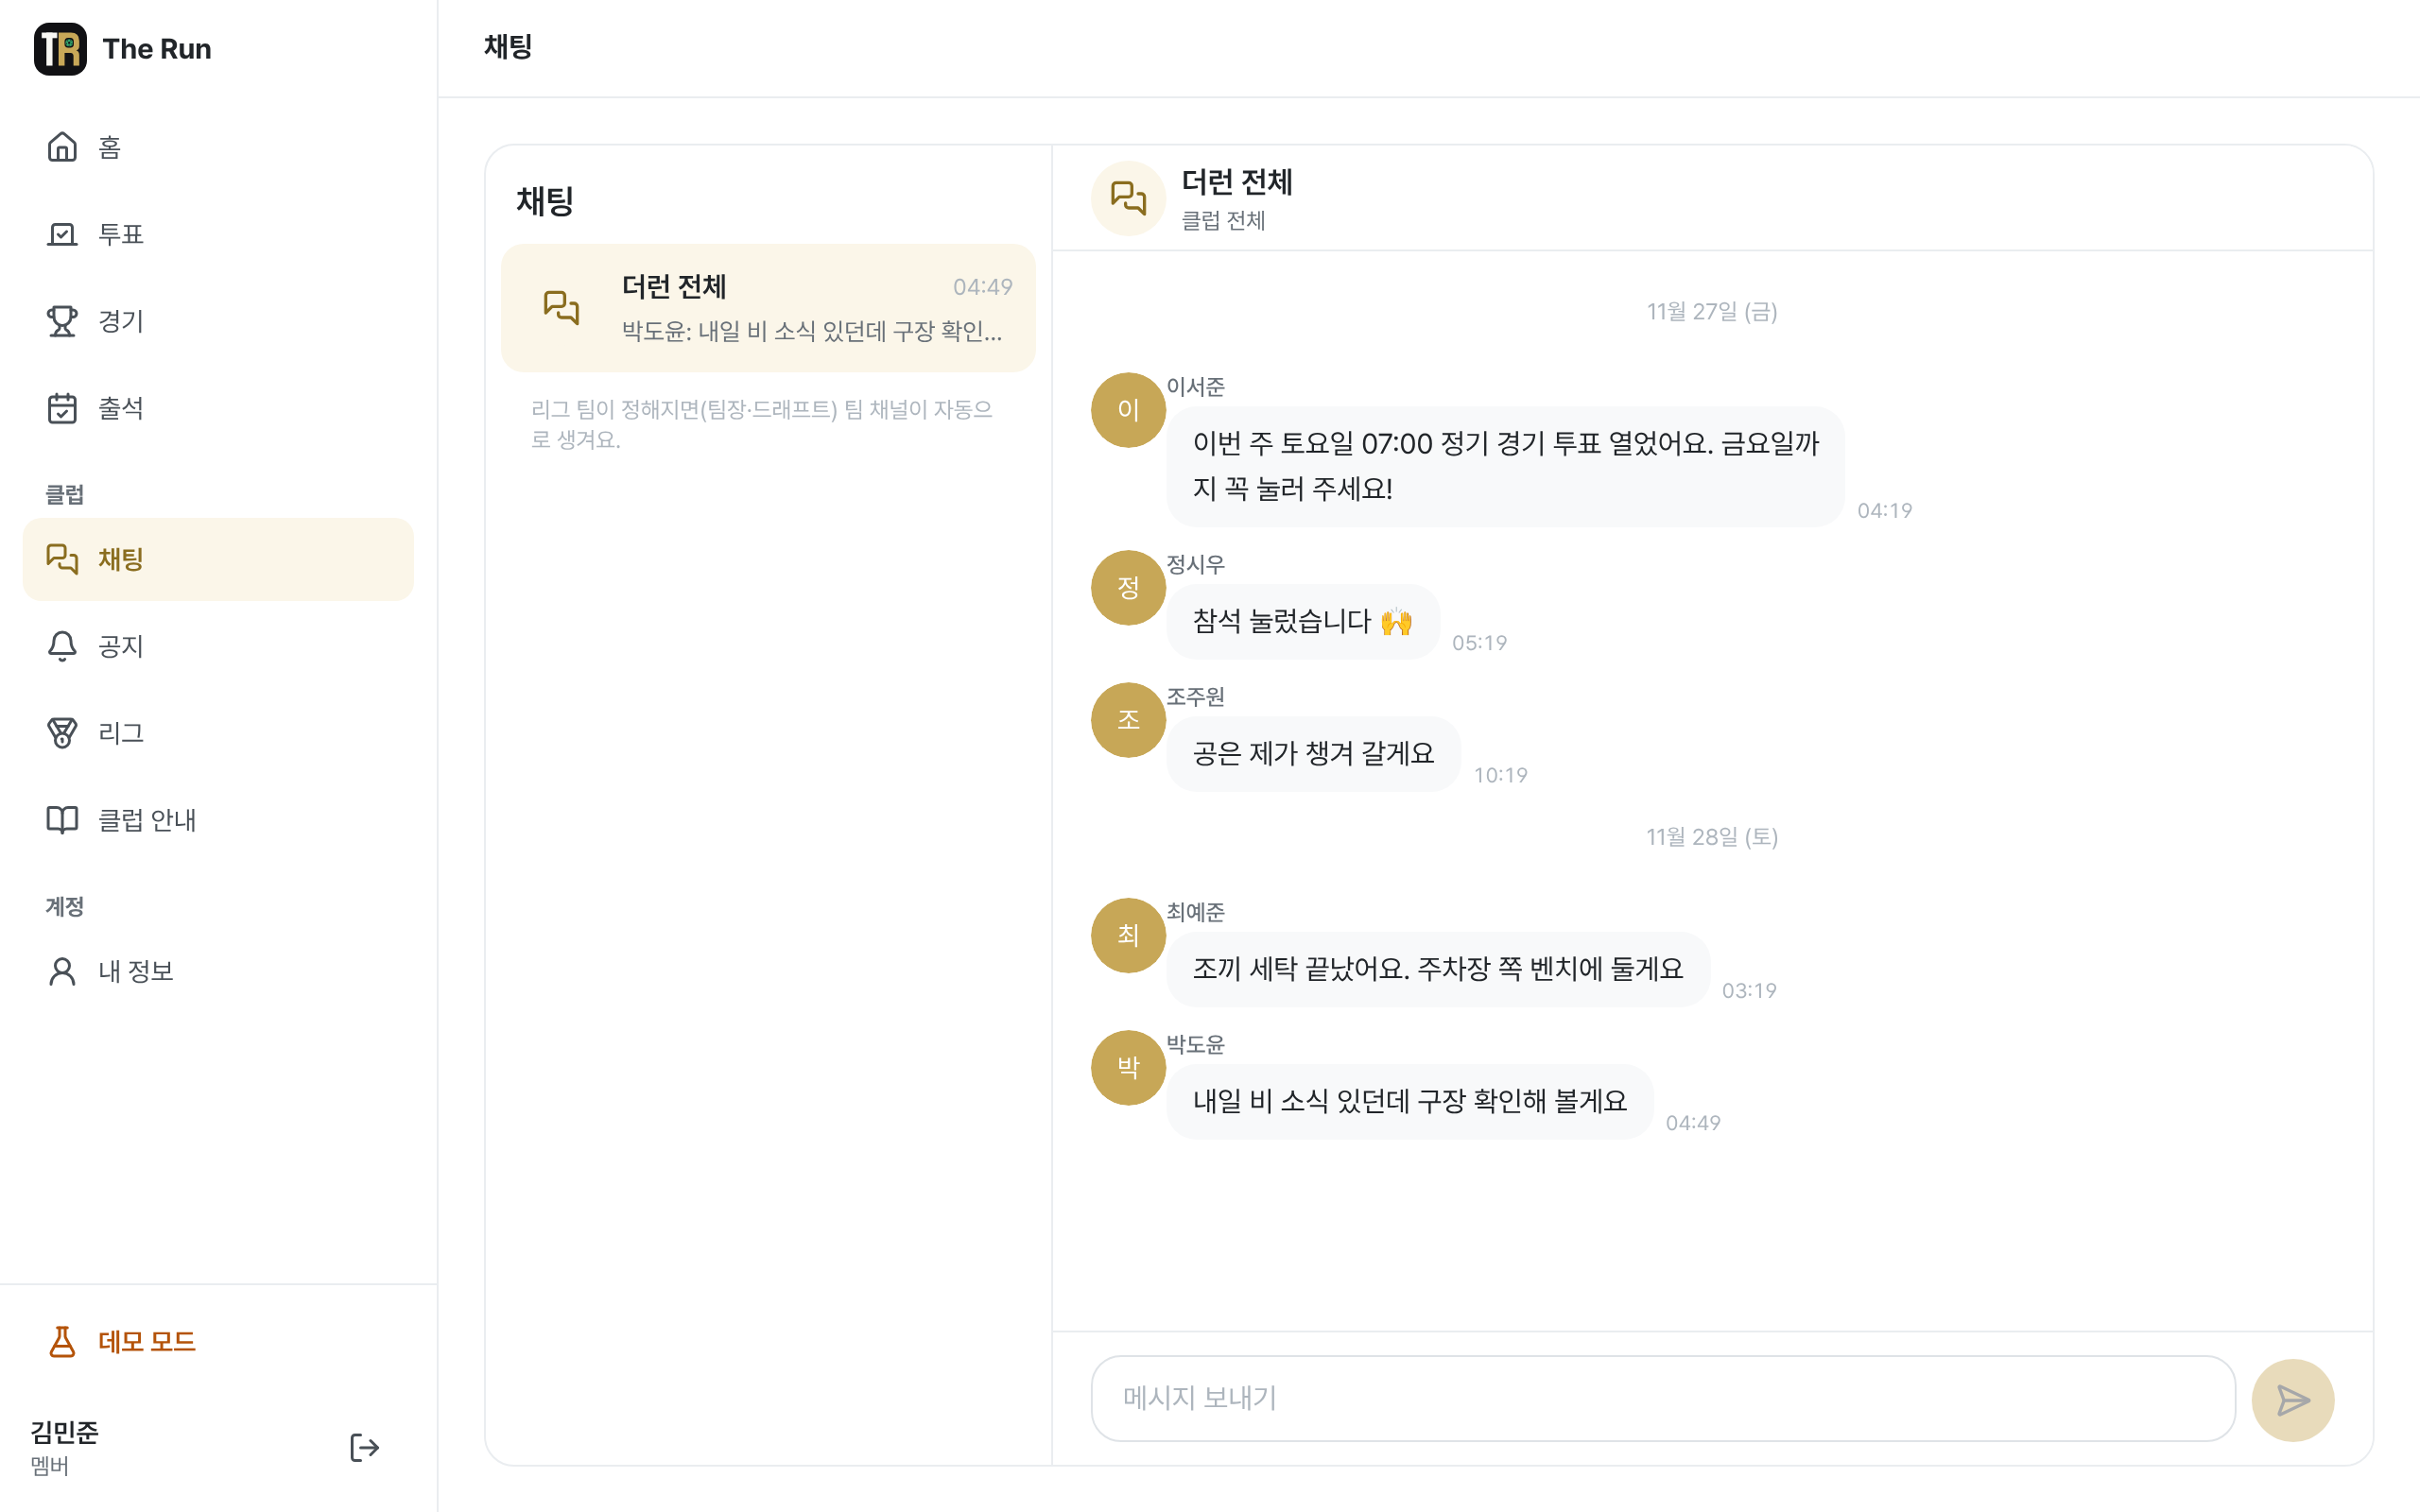 TR The Run
홈
투표
경기
출석
클럽
채팅
공지
리그
클럽 안내
계정
내 정보
데모 모드
김민준
멤버
채팅
채팅
더런 전체 04:49
박도윤: 내일 비 소식 있던데 구장 확인...
리그 팀이 정해지면(팀장·드래프트) 팀 채널이 자동으
로 생겨요.
더런 전체
클럽 전체
11월 27일 (금)
이서준
이
이번 주 토요일 07:00 정기 경기 투표 열었어요. 금요일까
지 꼭 눌러 주세요!
04:19
정시우
정
참석 눌렀습니다 🙌
05:19
조주원
조
공은 제가 챙겨 갈게요
10:19
11월 28일 (토)
최예준
최
조끼 세탁 끝났어요. 주차장 쪽 벤치에 둘게요
03:19
박도윤
박
내일 비 소식 있던데 구장 확인해 볼게요
04:49
메시지 보내기